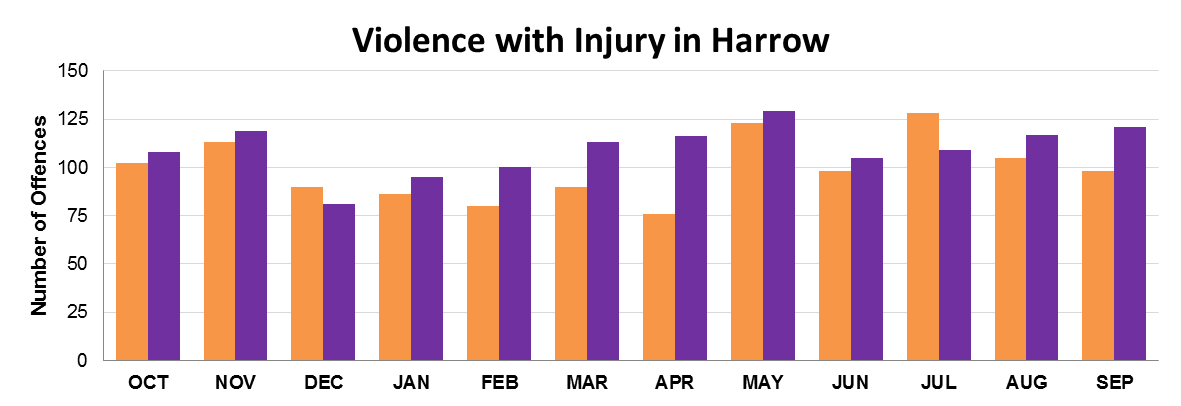 Violence with Injury in Harrow
150
125
100
75
50
25
0
Number of Offences
OCT NOV DEC JAN FEB MAR APR MAY JUN JUL AUG SEP